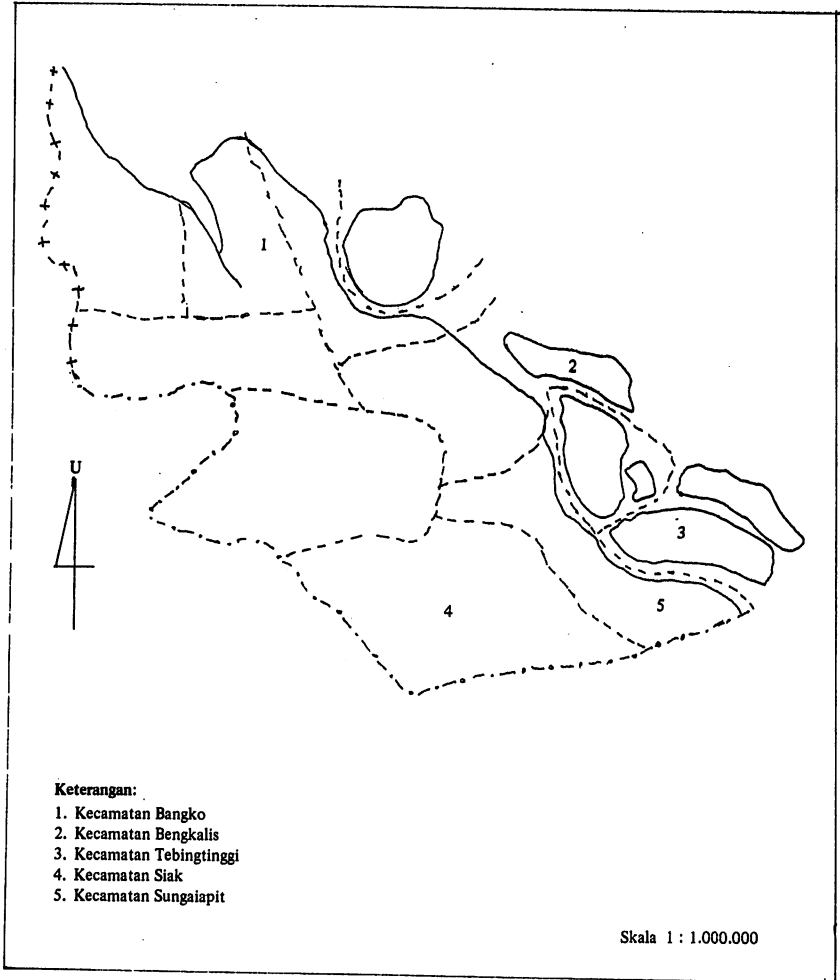 1
2
U
3
4
5
Keterangan:
1. Kecamatan Bangko
2. Kecamatan Bengkalis
3. Kecamatan Tebingtinggi
4. Kecamatan Siak
5. Kecamatan Sungaiapit
Skala 1 : 1.000.000